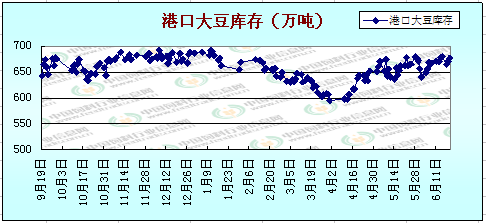 港口大豆库存（万吨）
港口大豆库存
700
650
600
550
500
9月19日
10月3日
10月17日
10月31日
11月14日
11月28日
12月12日
12月26日
1月9日
1月23日
2月6日
2月20日
3月5日
3月19日
4月2日
4月16日
4月30日
5月14日
5月28日
6月11日